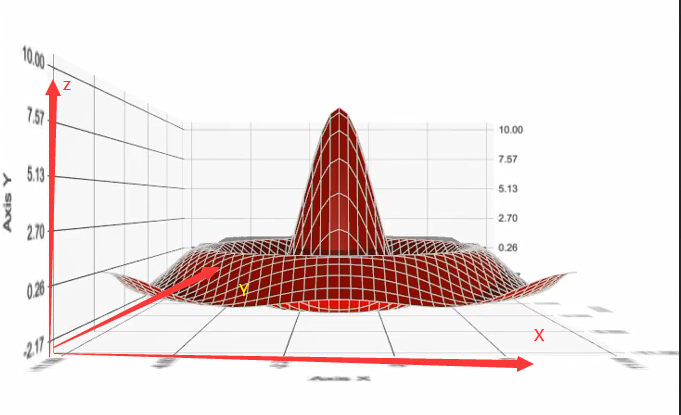 10.00
Z
7.57
5.13
Axis Y
2.70
0.26
-2.17
10.00
7.57
5.13
2.70
0.26
Y
X
Axis X